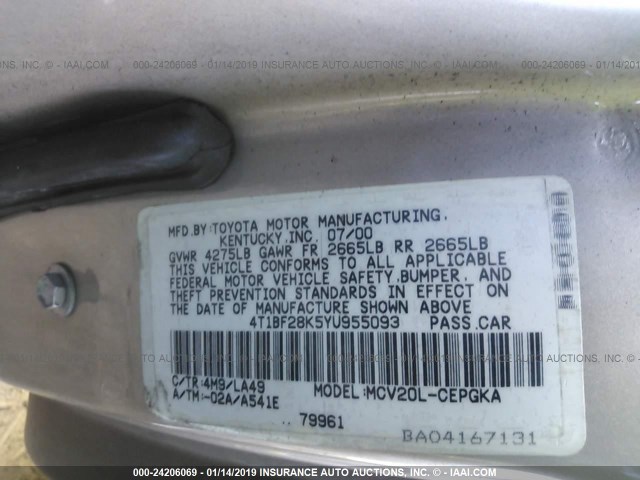 000-24206069 - 01/14/2019 INSURANCE AUTO AUCTIONS, INC. - IAAI.COM
000-24206069 - 01/14/2019 INSURANCE AUTO AUCTIONS
INC. - IAAI.COM
MFD.BY:TOYOTA MOTOR MANUFACTURING,
KENTUCKY,INC. 07/00
GVWR 4275LB GAWR FR 2665LB RR 2665LB
THIS VEHICLE CONFORMS TO ALL APPLICABLE
FEDERAL MOTOR VEHICLE SAFETY,BUMPER, AND
THEFT PREVENTION STANDARDS IN EFFECT ON
THE DATE OF MANUFACTURE SHOWN ABOVE
4T1BF28K5YU955093 PASS.CAR
C/TR:4M9/LA49 MODEL:MCV20L-CEPGKA
A/TM:-02A/A541E
79961
BA04167131
000-24206069 - 01/14/2019 INSURANCE AUTO AUCTIONS, INC. - IAAI.COM